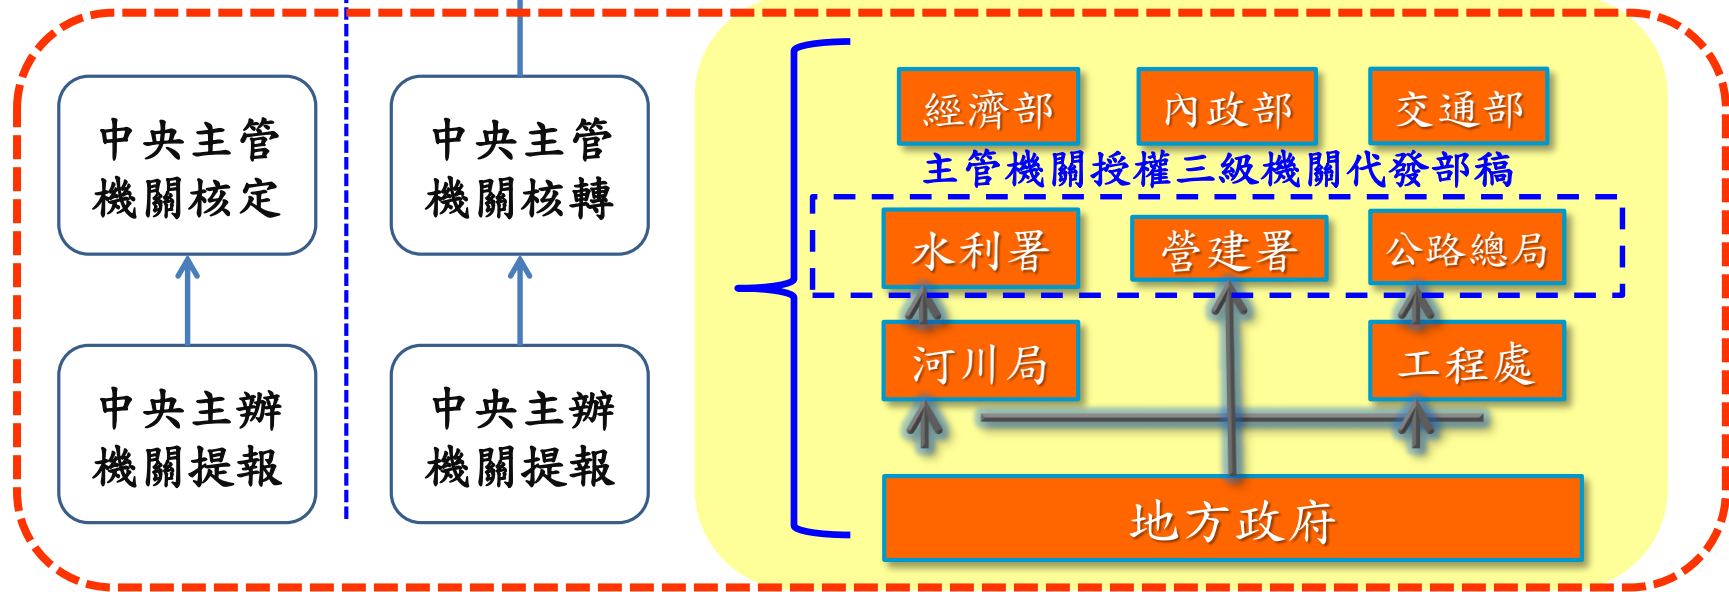 中央主管
機關核定
中央主辦
機關提報
中央主管
機關核轉
中央主辦
機關提報
經濟部
內政部
交通部
主管機關授權三級機關代發部稿
水利署
營建署
公路總局
河川局
工程處
地方政府